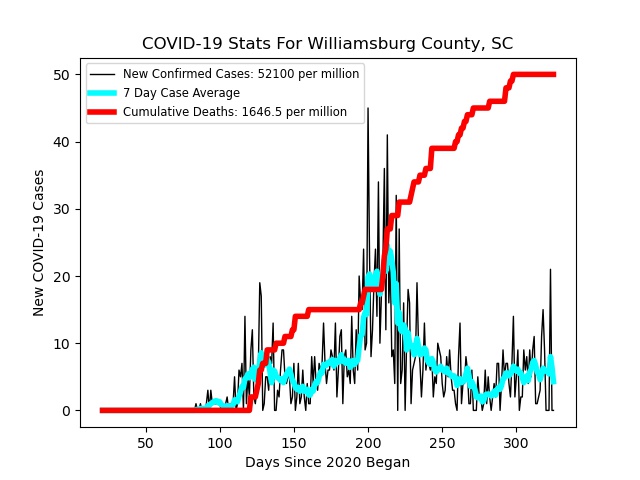 COVID-19 Stats For Williamsburg County, SC
New Confirmed Cases: 52100 per million
7 Day Case Average
Cumulative Deaths: 1646.5 per million
New COVID-19 Cases
50
40
30
20
10
0
50 100 150 200 250 300
Days Since 2020 Began